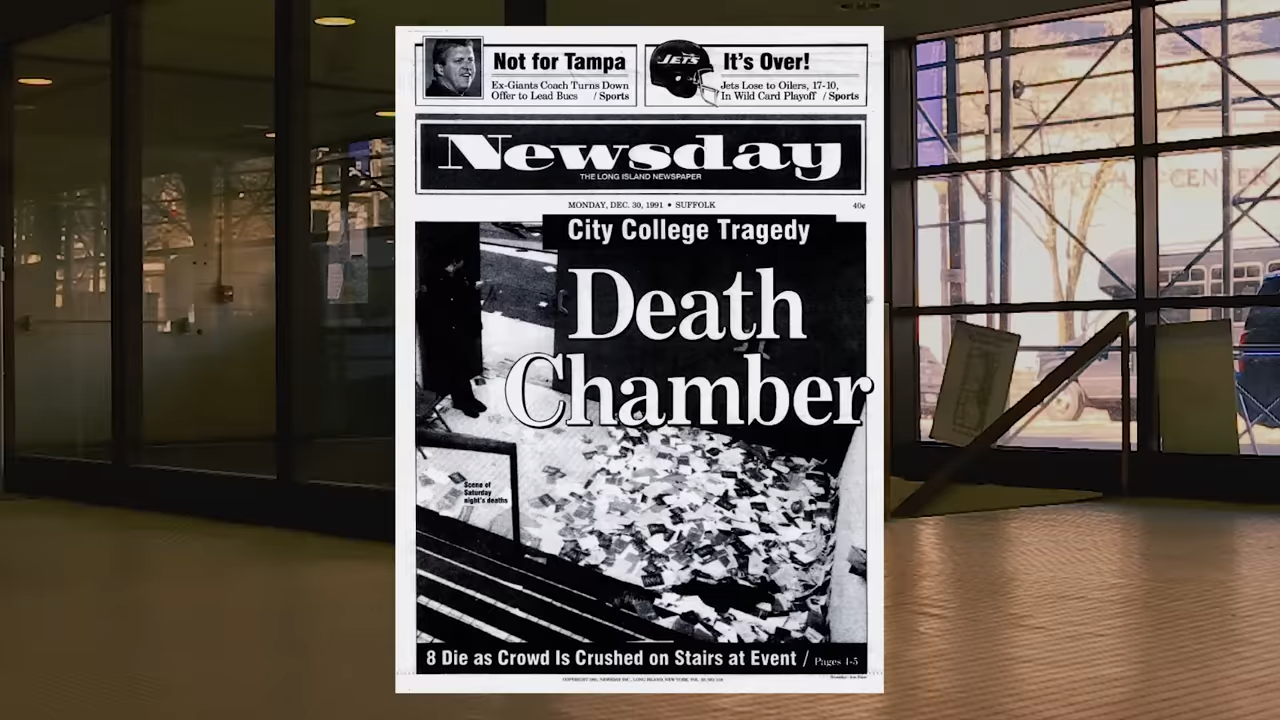 Not for Tampa
Ex-Giants Coach Turns Down
Offer to Lead Bucs / Sports
JETS
It's Over!
Jets Lose to Oilers, 17-10,
In Wild Card Playoff / Sports
Newsday
THE LONG ISLAND NEWSPAPER
MONDAY, DEC. 30, 1991 • SUFFOLK
40¢
City College Tragedy
Death
Chamber
Scene of
Saturday
night's deaths
8 Die as Crowd Is Crushed on Stairs at Event / Pages 4-5
CENTER